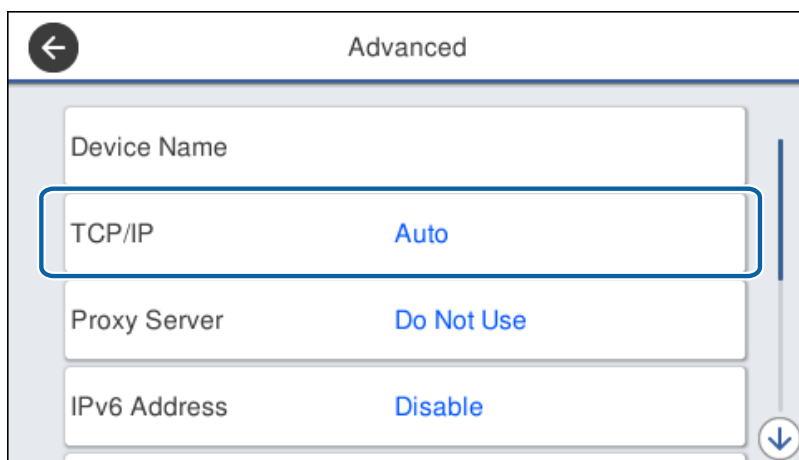 Advanced
Device Name
TCP/IP Auto
Proxy Server Do Not Use
IPv6 Address Disable